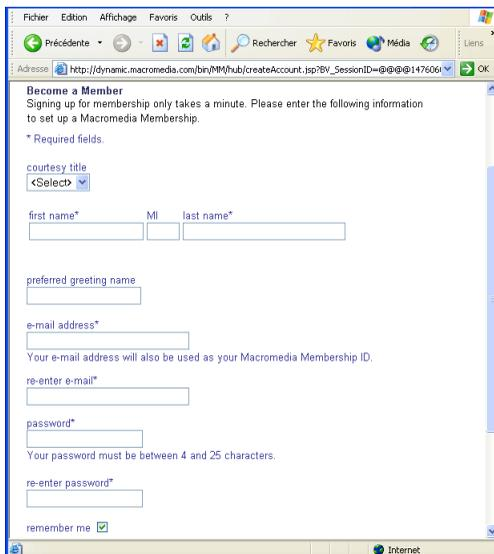 Fichier Edition Affichage Favoris Outils ?
Précédente Rechercher Favoris Média Liens
Adresse http://dynamic.macromedia.com/bin/MM/hub/createAccount.jsp?BV_SessionID=@@@@147606 OK
Become a Member
Signing up for membership only takes a minute. Please enter the following information
to set up a Macromedia Membership.
* Required fields.
courtesy title
<Select>
first name* MI last name*
preferred greeting name
e-mail address*
Your e-mail address will also be used as your Macromedia Membership ID.
re-enter e-mail*
password*
Your password must be between 4 and 25 characters.
re-enter password*
remember me
Internet